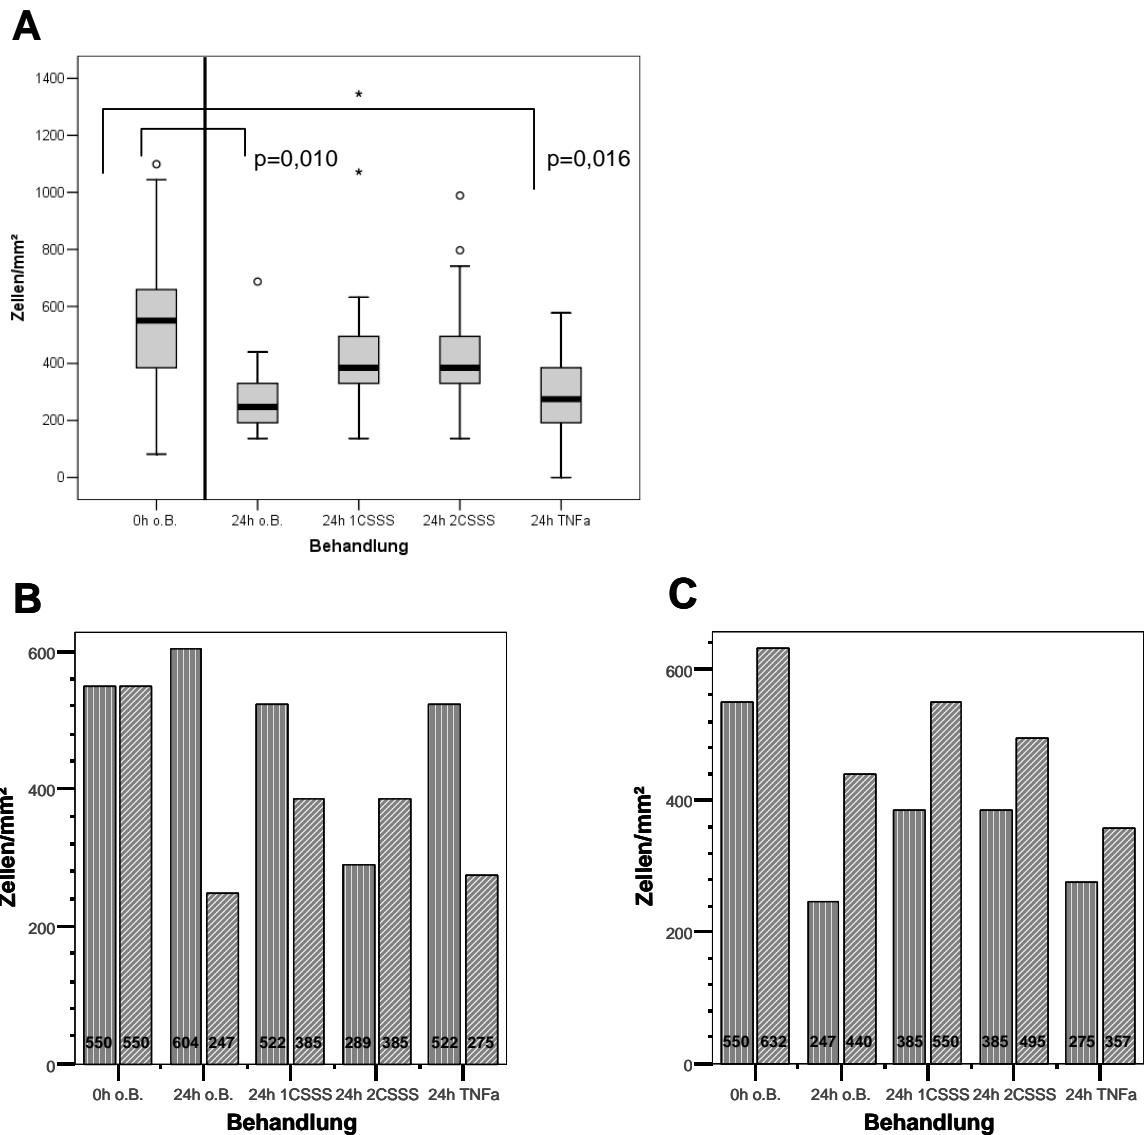 A
1400
1200
1000
800
600
400
200
0
Zellen/mm²
*
*
p=0,010
p=0,016
0h o.B. 24h o.B. 24h 1CSSS 24h 2CSSS 24h TNFa
Behandlung
B
600
400
200
0
Zellen/mm²
550 550 604 247 522 385 289 385 522 275
0h o.B. 24h o.B. 24h 1CSSS 24h 2CSSS 24h TNFa
Behandlung
C
600
400
200
0
Zellen/mm²
550 632 247 440 385 550 385 495 275 357
0h o.B. 24h o.B. 24h 1CSSS 24h 2CSSS 24h TNFa
Behandlung